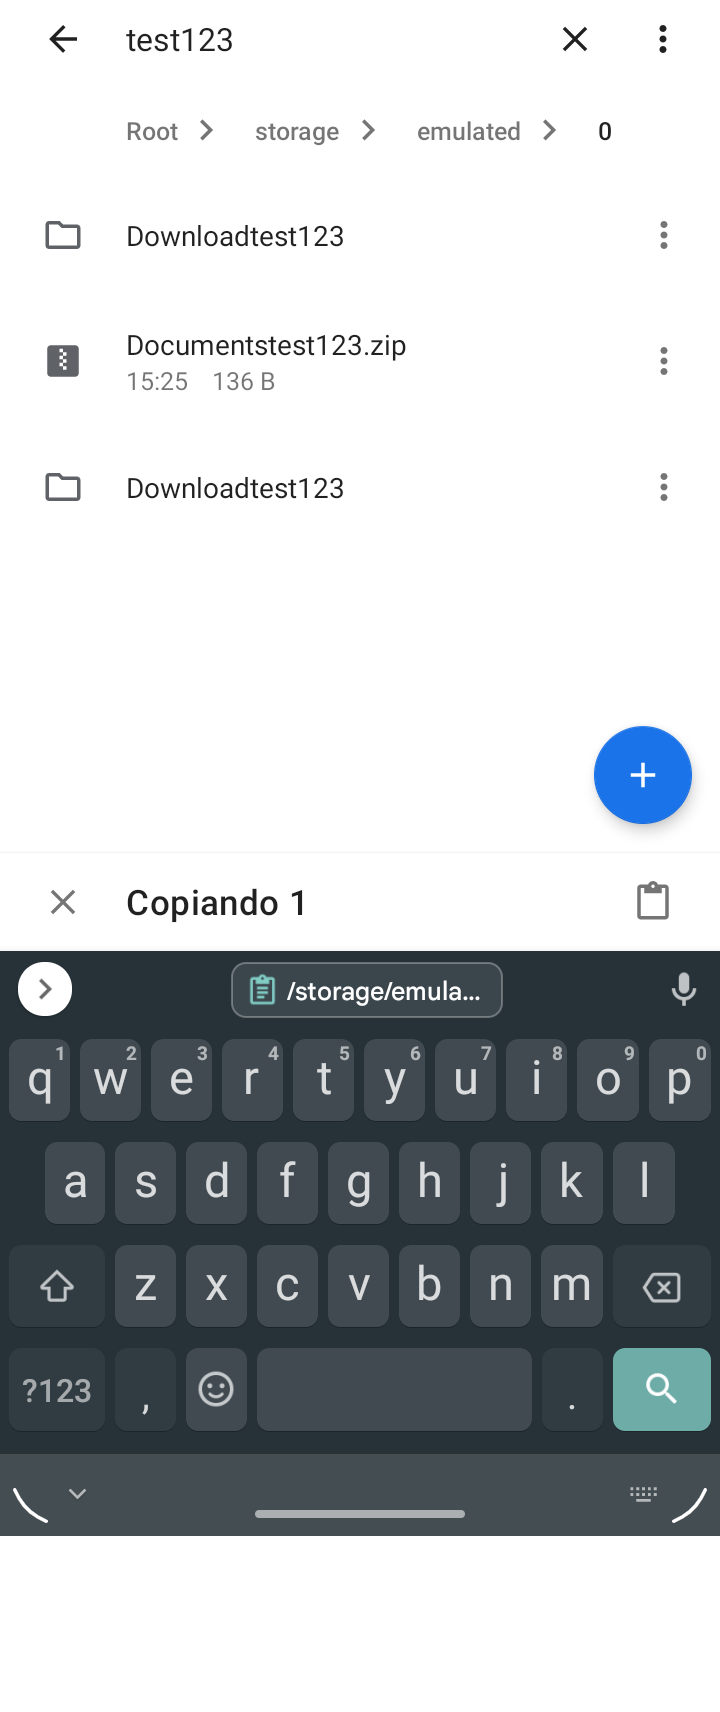 test123
Root storage emulated 0
Downloadtest123
Documentstest123.zip
15:25 136 B
Downloadtest123
Copiando 1
/storage/emula...
1 2 3 4 5 6 7 8 9 0
q w e r t y u i o p
a s d f g h j k l
z x c v b n m
?123 , .